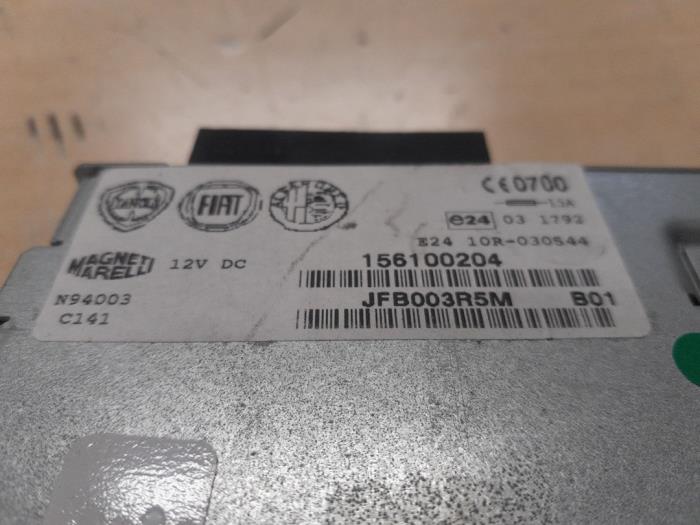 LANCIA
FIAT
ALFA ROMEO
CE0700
15A
e24 03 1792
E24 10R-030544
MAGNETI
MARELLI
12V DC
156100204
N94003
C141
JFB003R5M B01